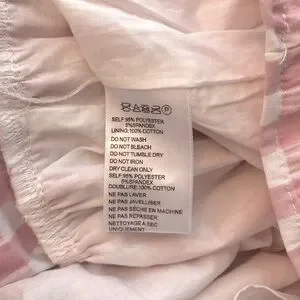 P
SELF:95% POLYESTER
5%SPANDEX
LINING:100% COTTON
DO NOT WASH
DO NOT BLEACH
DO NOT TUMBLE DRY
DO NOT IRON
DRY CLEAN ONLY
SELF:95% POLYESTER
5%SPANDEX
DOUBLURE:100% COTTON
NE PAS LAVER
NE PAS JAVELLISER
NE PAS SÈCHE EN MACHINE
NE PAS REPASSER
NETTOYAGE A SEC
UNIQUEMENT